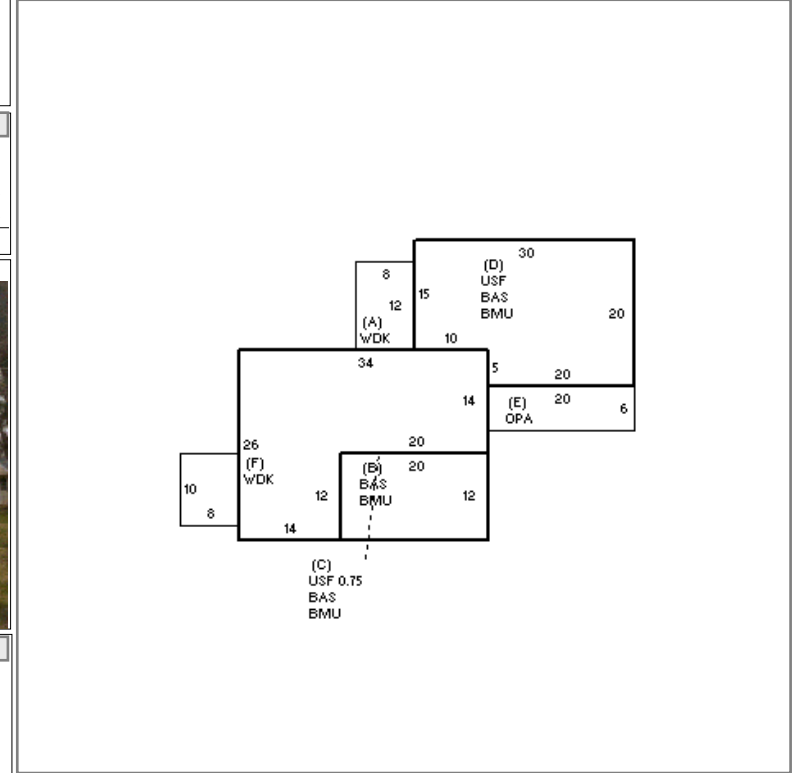 30
(D)
USF
BAS
BMU
8
12
15
(A)
WDK
10
20
34
5
20
14
(E)
OPA
20
6
26
20
(F)
WDK
(B)
BAS
BMU
20
10
8
12
12
14
(C)
USF 0.75
BAS
BMU